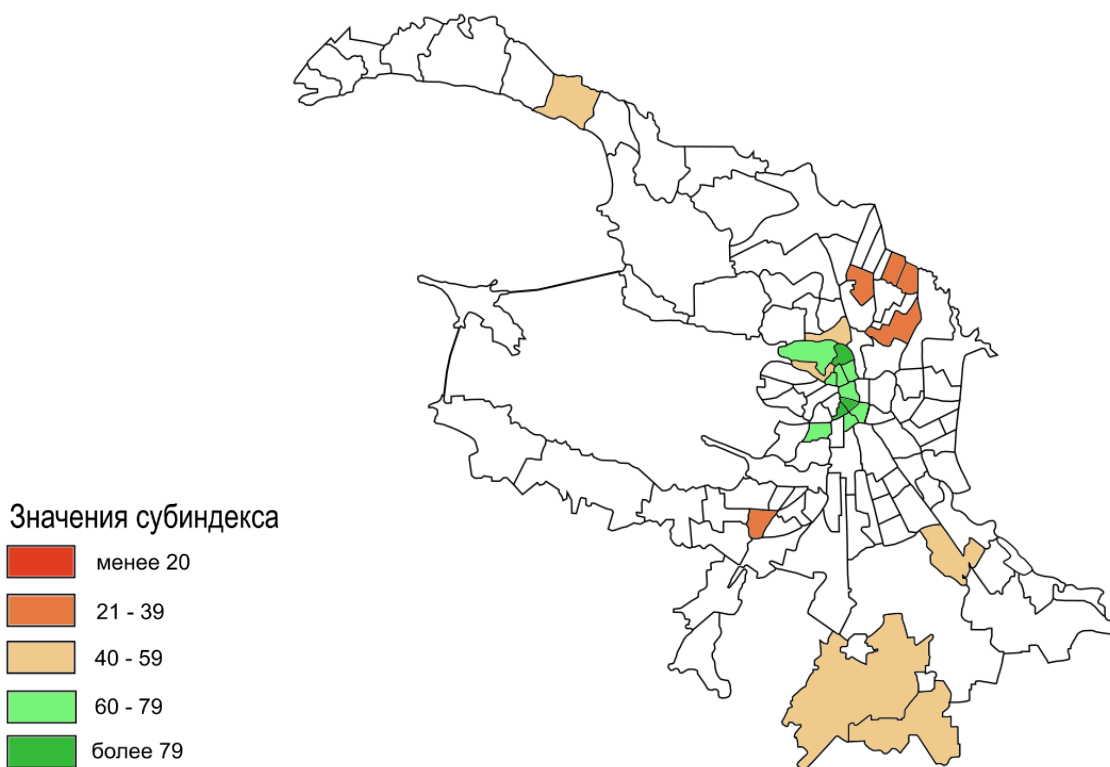 Значения субиндекса
менее 20
21 - 39
40 - 59
60 - 79
более 79